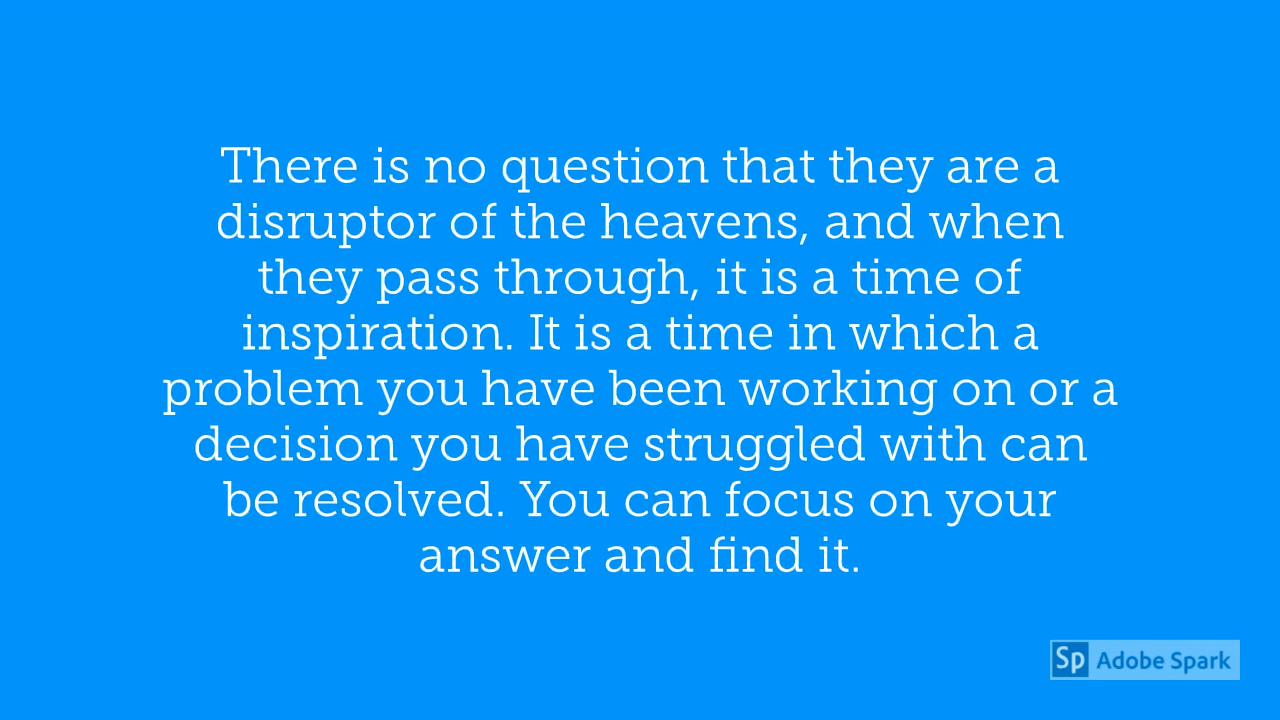 There is no question that they are a
disruptor of the heavens, and when
they pass through, it is a time of
inspiration. It is a time in which a
problem you have been working on or a
decision you have struggled with can
be resolved. You can focus on your
answer and find it.
Sp Adobe Spark